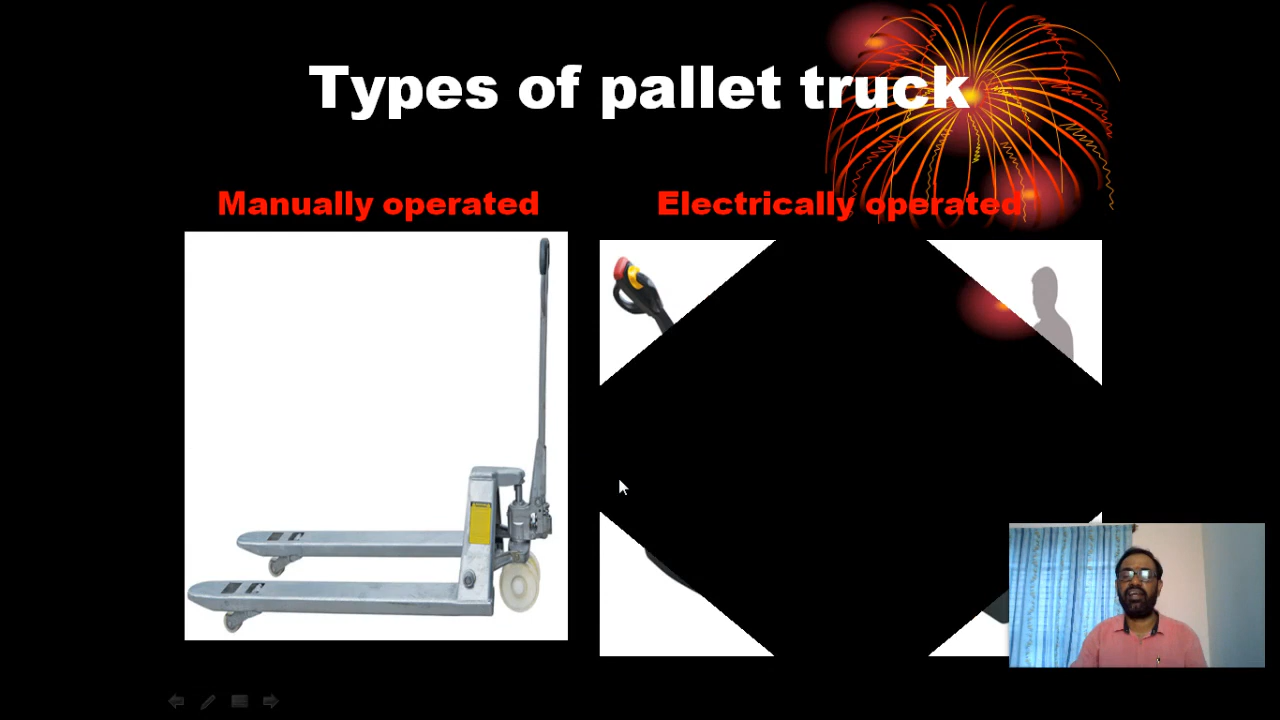 Types of pallet truck
Manually operated
Electrically operated